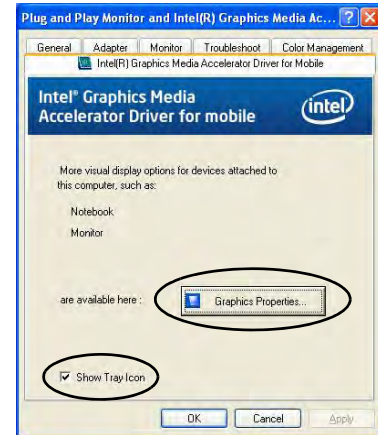 Plug and Play Monitor and Intel(R) Graphics Media Ac...
General Adapter Monitor Troubleshoot Color Management
Intel(R) Graphics Media Accelerator Driver for Mobile
Intel® Graphics Media
Accelerator Driver for mobile
intel
More visual display options for devices attached to
this computer, such as:
Notebook
Monitor
are available here :
Graphics Properties...
Show Tray Icon
OK Cancel Apply